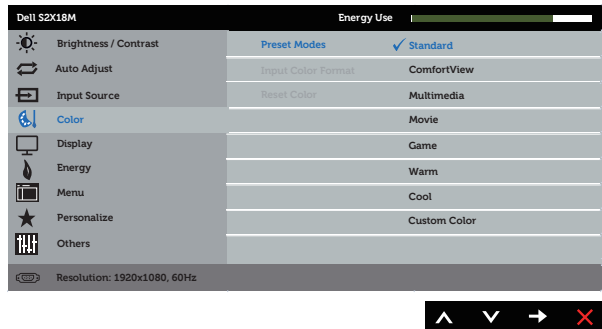 Dell S2X18M Energy Use
Brightness / Contrast Preset Modes Standard
Auto Adjust Input Color Format ComfortView
Input Source Reset Color Multimedia
Color Movie
Display Game
Energy Warm
Menu Cool
Personalize Custom Color
Others
Resolution: 1920x1080, 60Hz